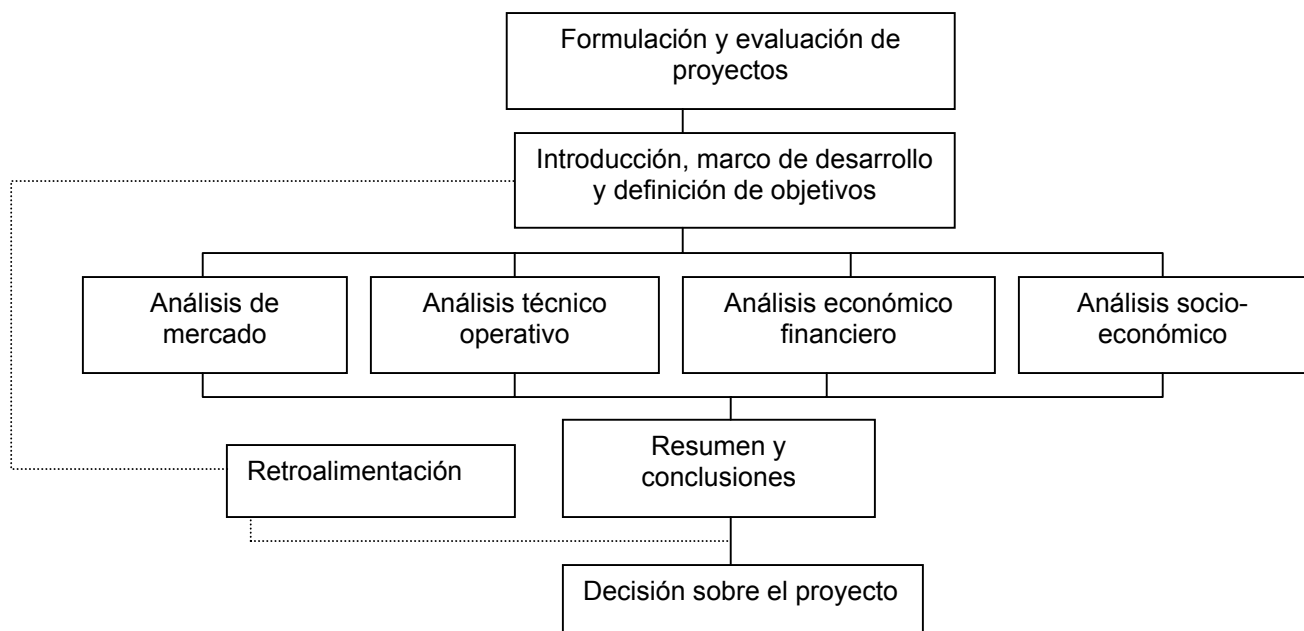 Formulación y evaluación de
proyectos
Introducción, marco de desarrollo
y definición de objetivos
Análisis de
mercado
Análisis técnico
operativo
Análisis económico
financiero
Análisis socio-
económico
Resumen y
conclusiones
Retroalimentación
Decisión sobre el proyecto